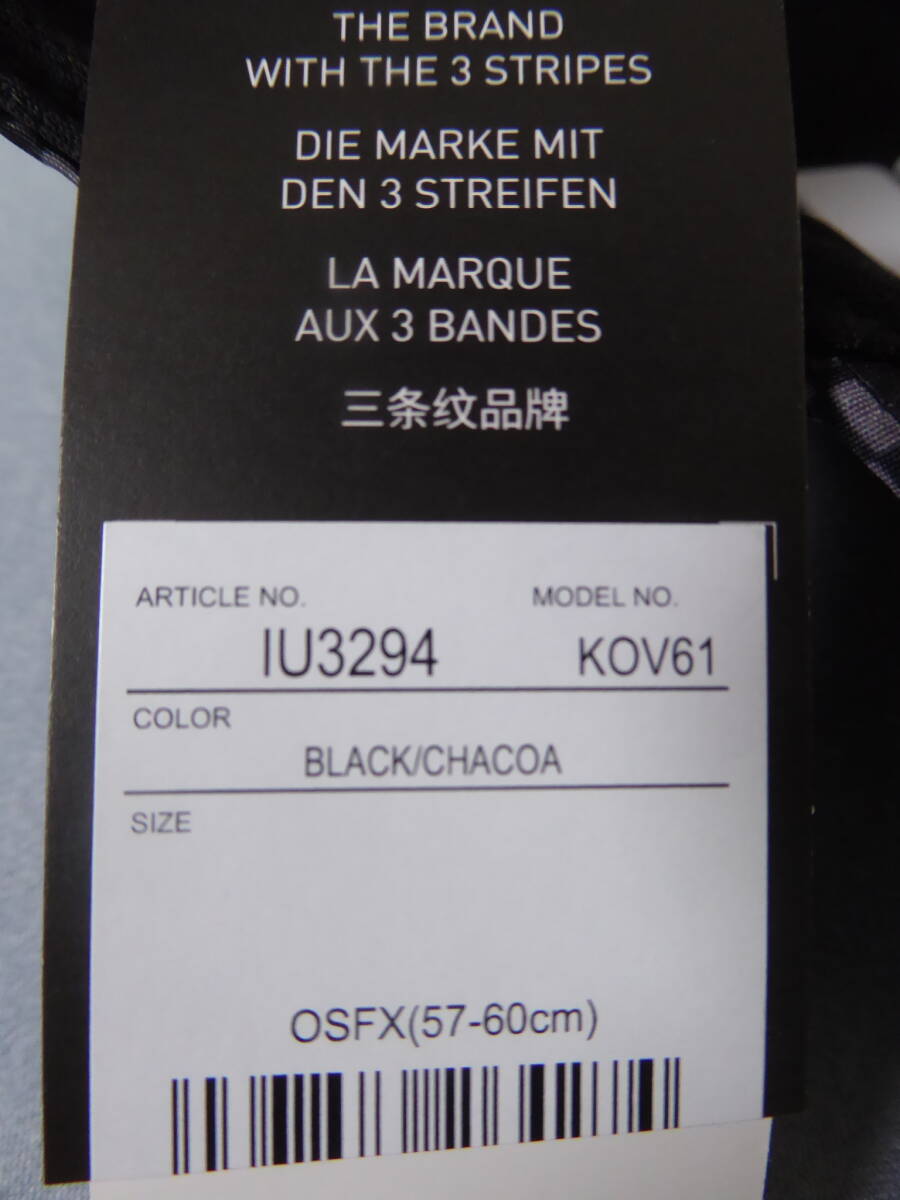 THE BRAND
WITH THE 3 STRIPES
DIE MARKE MIT
DEN 3 STREIFEN
LA MARQUE
AUX 3 BANDES
三条纹品牌
ARTICLE NO. MODEL NO.
IU3294 KOV61
COLOR
BLACK/CHACOA
SIZE
OSFX(57-60cm)